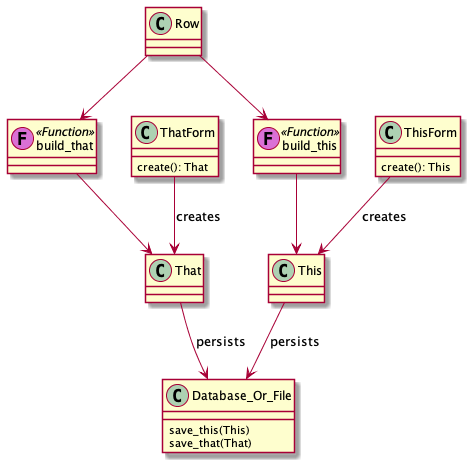 C Row
F «Function»
build_that
C ThatForm
create(): That
F «Function»
build_this
C ThisForm
create(): This
creates
creates
C That
C This
persists
persists
C Database_Or_File
save_this(This)
save_that(That)